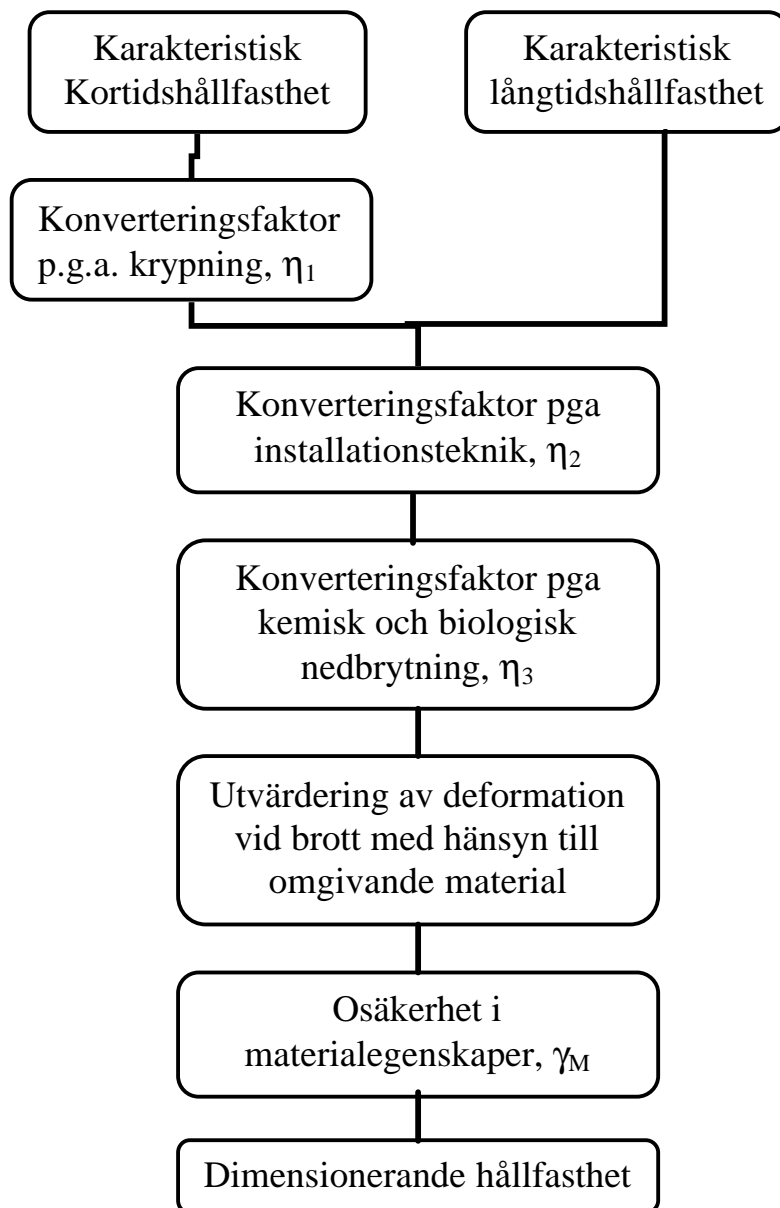 Karakteristisk
Kortidshållfasthet
Karakteristisk
långtidshållfasthet
Konverteringsfaktor
p.g.a. krypning, η₁
Konverteringsfaktor pga
installationsteknik, η₂
Konverteringsfaktor pga
kemisk och biologisk
nedbrytning, η₃
Utvärdering av deformation
vid brott med hänsyn till
omgivande material
Osäkerhet i
materialegenskaper, γM
Dimensionerande hållfasthet